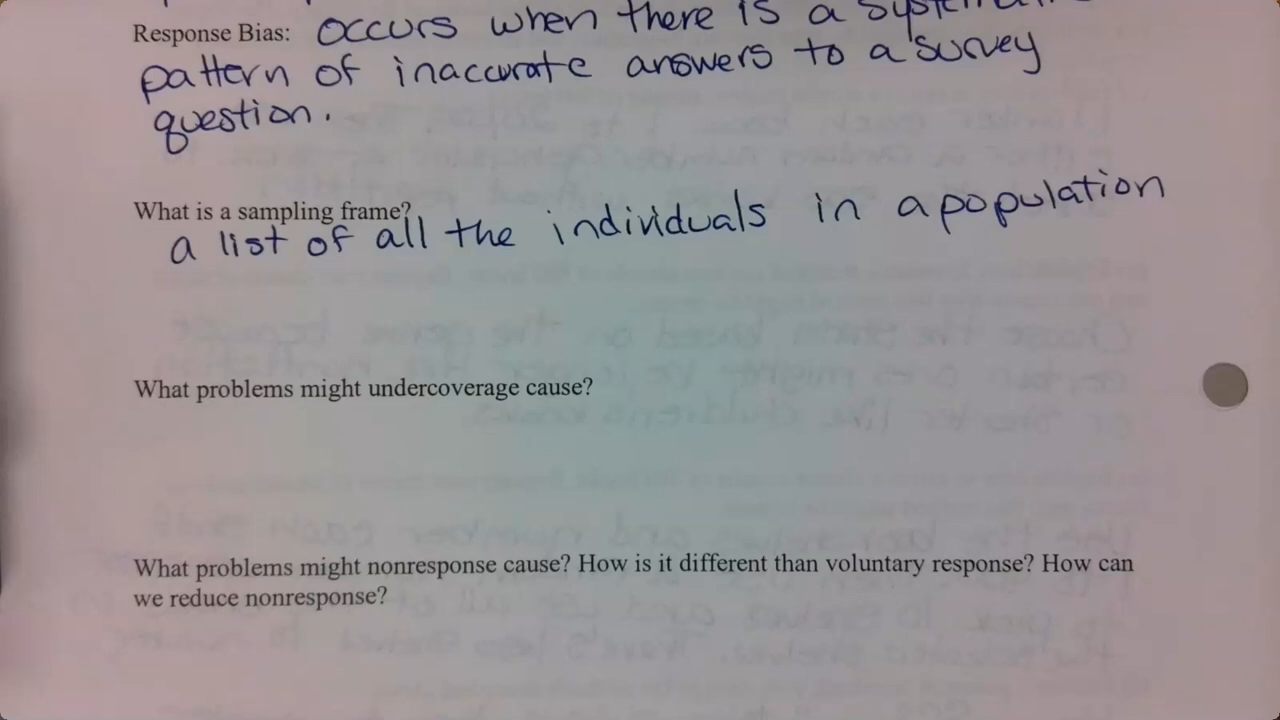 Response Bias: occurs when there is a systematic
pattern of inaccurate answers to a survey
question.
What is a sampling frame?
a list of all the individuals in a population
What problems might undercoverage cause?
What problems might nonresponse cause? How is it different than voluntary response? How can
we reduce nonresponse?